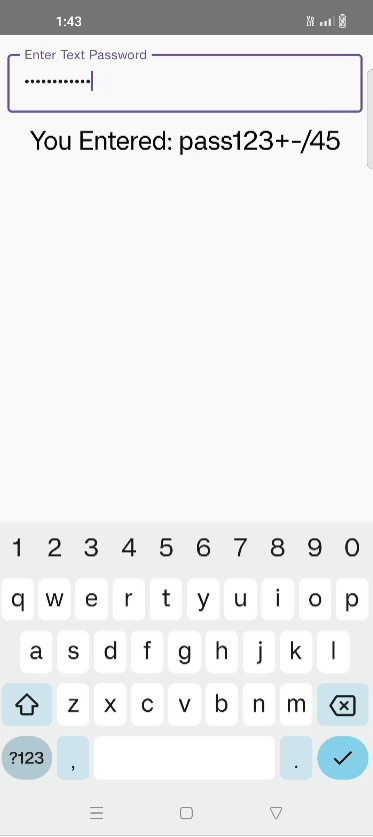 1:43
Enter Text Password
••••••••••••
You Entered: pass123+-/45
1 2 3 4 5 6 7 8 9 0
q w e r t y u i o p
a s d f g h j k l
z x c v b n m
?123 , .